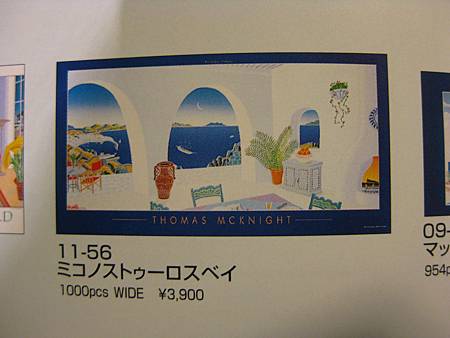 THOMAS MCKNIGHT
11-56
ミコノストゥーロスベイ
1000pcs WIDE ¥3,900
09-
マッ
954p